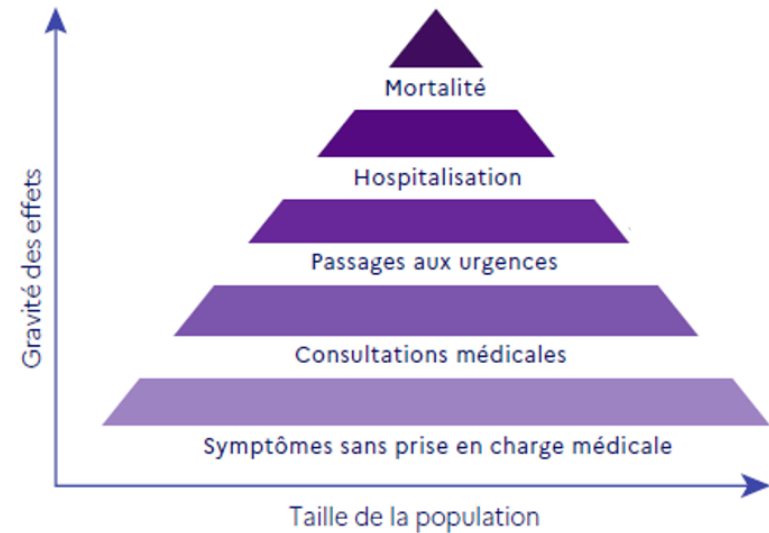 Gravité des effets
Mortalité
Hospitalisation
Passages aux urgences
Consultations médicales
Symptômes sans prise en charge médicale
Taille de la population